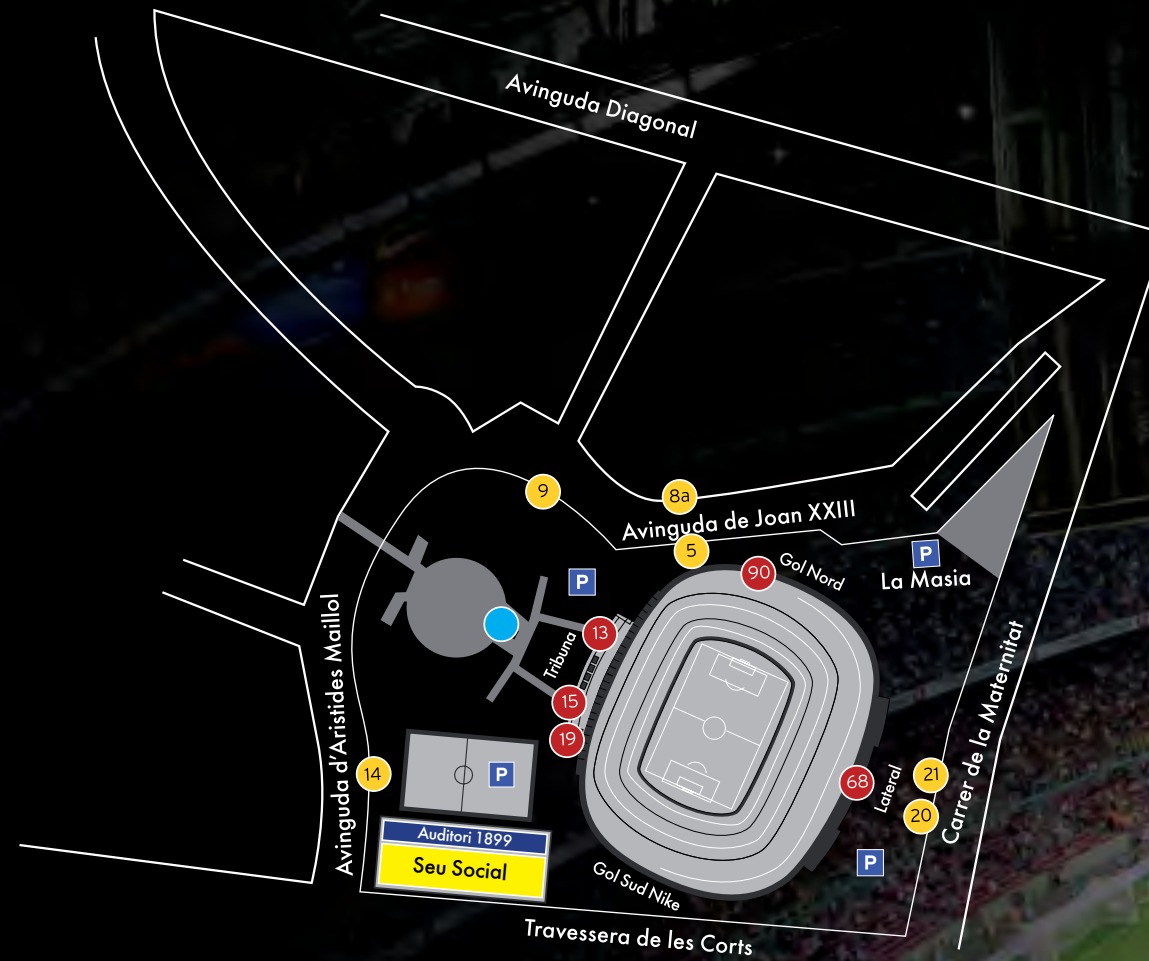 Avinguda Diagonal
9
8a
Avinguda de Joan XXIII
5
P
La Masia
90
Gol Nord
P
13
Tribuna
15
19
Avinguda d'Aristides Maillol
14
P
68
Lateral
21
20
Carrer de la Maternitat
P
Auditori 1899
Seu Social
Gol Sud Nike
Travessera de les Corts